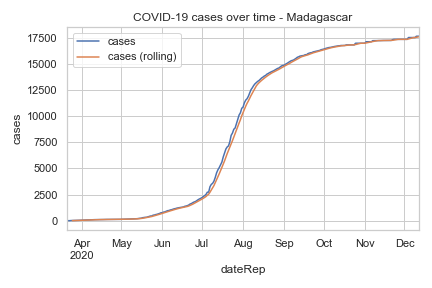 COVID-19 cases over time - Madagascar
cases
cases (rolling)
17500
15000
12500
10000
7500
5000
2500
0
cases
Apr May Jun Jul Aug Sep Oct Nov Dec
2020
dateRep